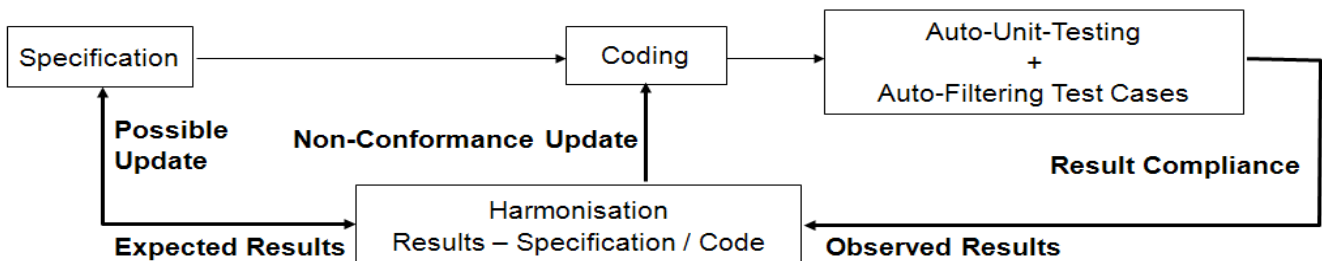 Specification
Coding
Auto-Unit-Testing
+
Auto-Filtering Test Cases
Possible
Update
Non-Conformance Update
Result Compliance
Harmonisation
Results – Specification / Code
Expected Results
Observed Results